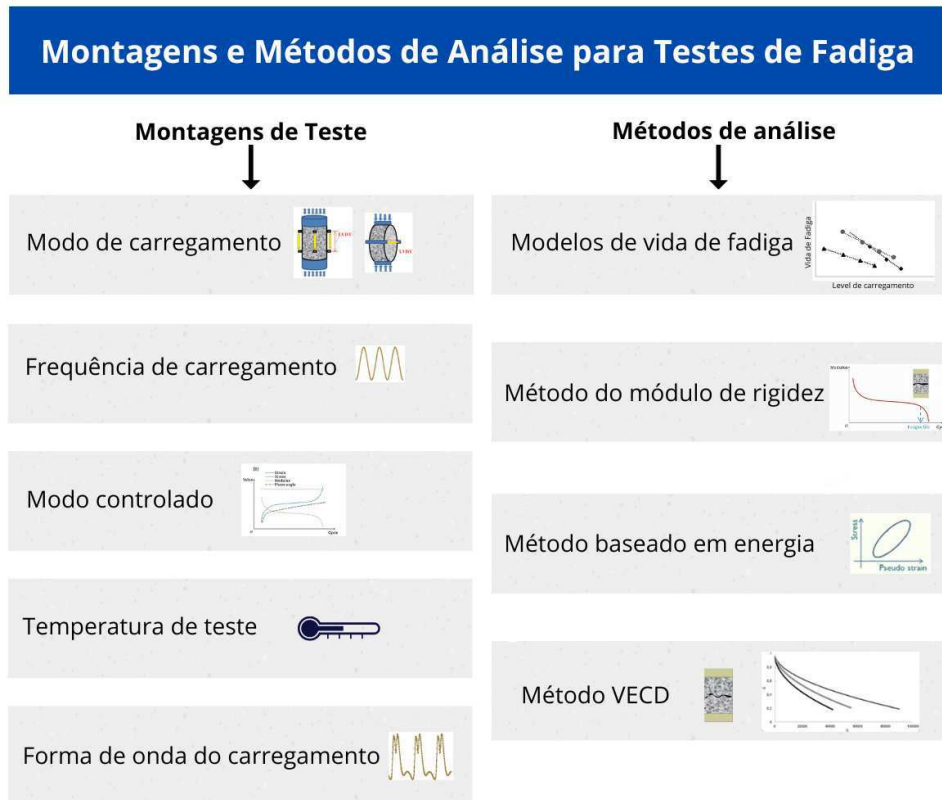 Montagens e Métodos de Análise para Testes de Fadiga
Montagens de Teste
Modo de carregamento
Frequência de carregamento
Modo controlado
Cycle
Temperatura de teste
Forma de onda do carregamento
Métodos de análise
Modelos de vida de fadiga
Vida de Fadiga
Level de carregamento
Método do módulo de rigidez
Método baseado em energia
Stress
Pseudo strain
Método VECD